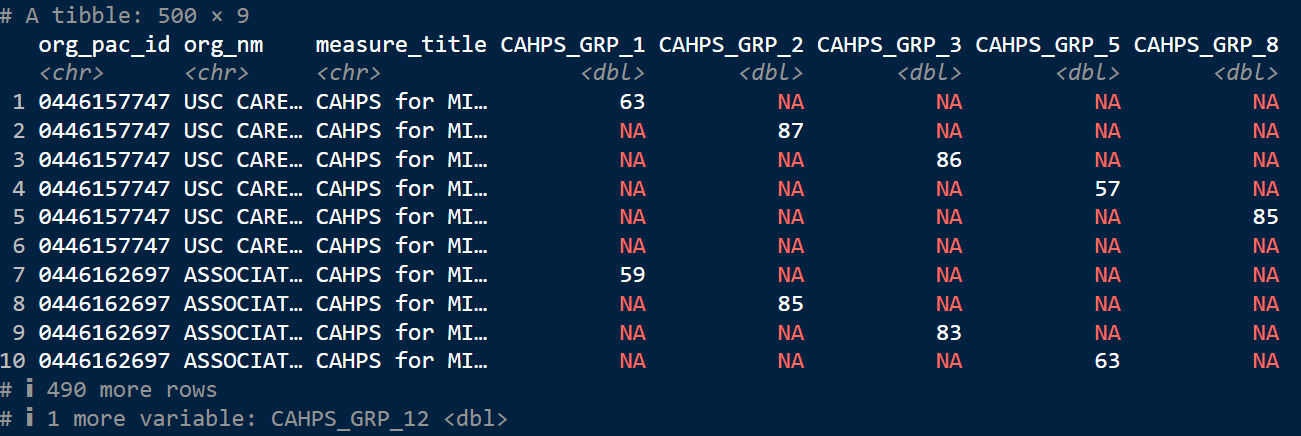 # A tibble: 500 × 9
org_pac_id org_nm measure_title CAHPS_GRP_1 CAHPS_GRP_2 CAHPS_GRP_3 CAHPS_GRP_5 CAHPS_GRP_8
<chr> <chr> <chr> <dbl> <dbl> <dbl> <dbl> <dbl>
1 0446157747 USC CARE… CAHPS for MI… 63 NA NA NA NA
2 0446157747 USC CARE… CAHPS for MI… NA 87 NA NA NA
3 0446157747 USC CARE… CAHPS for MI… NA NA 86 NA NA
4 0446157747 USC CARE… CAHPS for MI… NA NA NA 57 NA
5 0446157747 USC CARE… CAHPS for MI… NA NA NA NA 85
6 0446157747 USC CARE… CAHPS for MI… NA NA NA NA NA
7 0446162697 ASSOCIAT… CAHPS for MI… 59 NA NA NA NA
8 0446162697 ASSOCIAT… CAHPS for MI… NA 85 NA NA NA
9 0446162697 ASSOCIAT… CAHPS for MI… NA NA 83 NA NA
10 0446162697 ASSOCIAT… CAHPS for MI… NA NA NA 63 NA
# ℹ 490 more rows
# ℹ 1 more variable: CAHPS_GRP_12 <dbl>